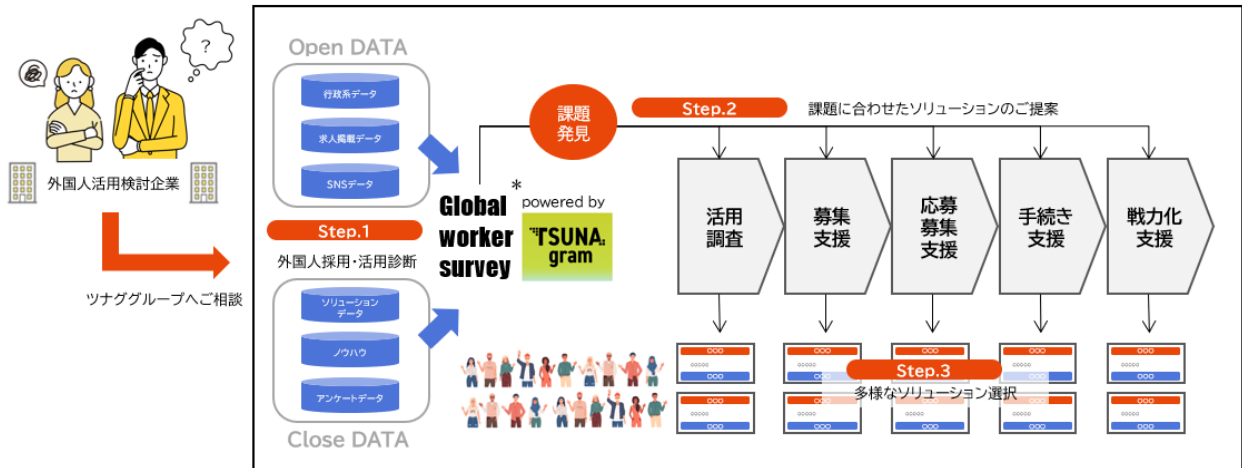 ?
外国人活用検討企業
ツナググループへご相談
Open DATA
行政系データ
求人掲載データ
SNSデータ
Step.1
外国人採用・活用診断
ソリューション
データ
ノウハウ
アンケートデータ
Close DATA
Global
worker
survey
*
powered by
TSUNA
gram
課題
発見
Step.2
課題に合わせたソリューションのご提案
活用
調査
募集
支援
応募
募集
支援
手続き
支援
戦力化
支援
○○○
○○○○○
○○○
○○○
○○○○○
○○○
○○○
○○○○○
○○○
○○○
○○○
○○○
○○○○○
○○○
○○○
○○○○○
○○○
Step.3
多様なソリューション選択
○○○
○○○○○
○○○
○○○○○
○○○
○○○○○
○○○
○○○○○
○○○
○○○
○○○○○
○○○